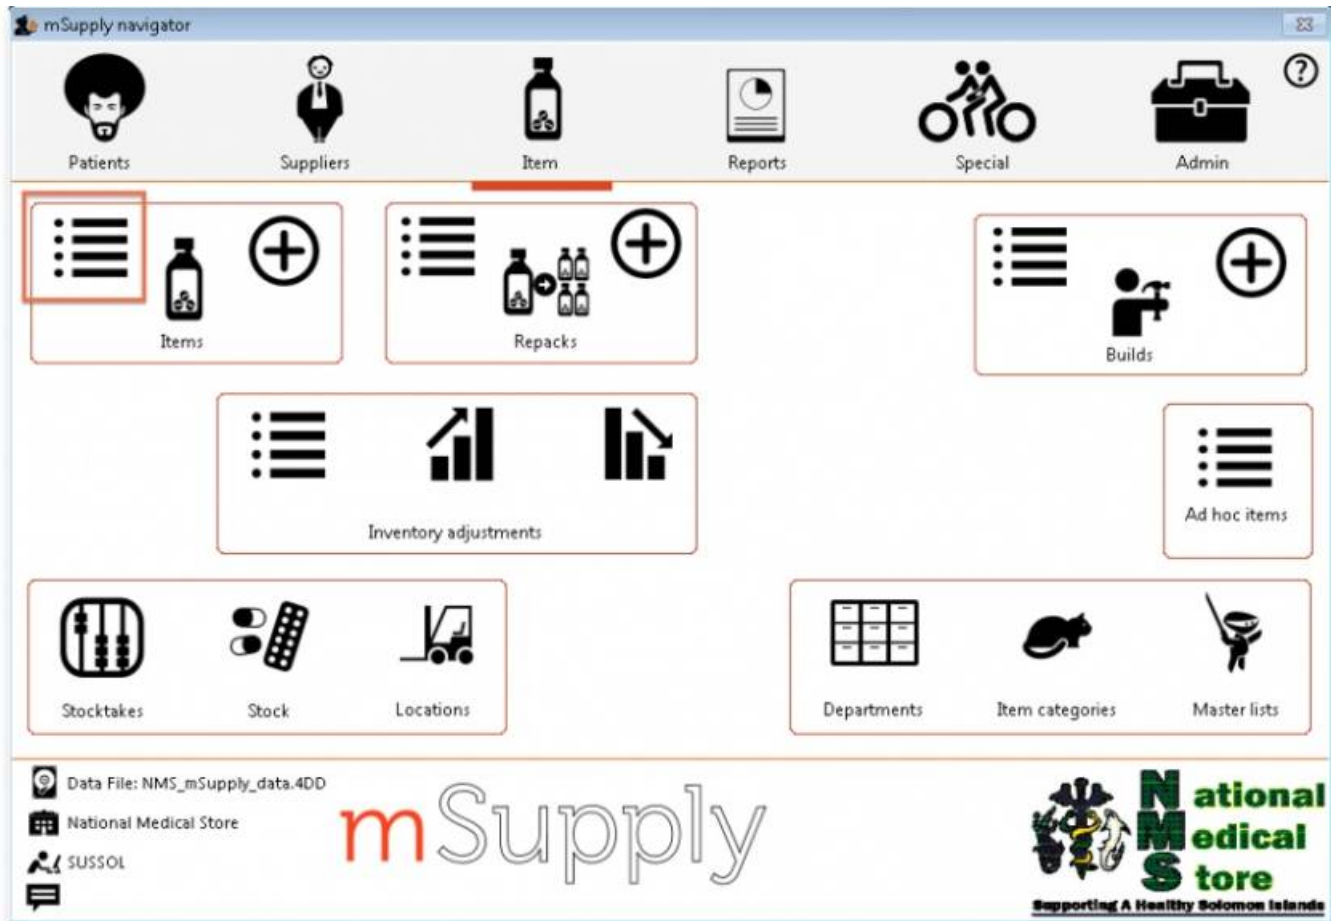 mSupply navigator
Patients
Suppliers
Item
Reports
Special
Admin
?
Items
Repacks
Builds
Inventory adjustments
Ad hoc items
Stocktakes
Stock
Locations
Departments
Item categories
Master lists
Data File: NMS_mSupply_data.4DD
National Medical Store
SUSSOL
mSupply
National
Medical
Store
Supporting A Healthy Solomon Islands